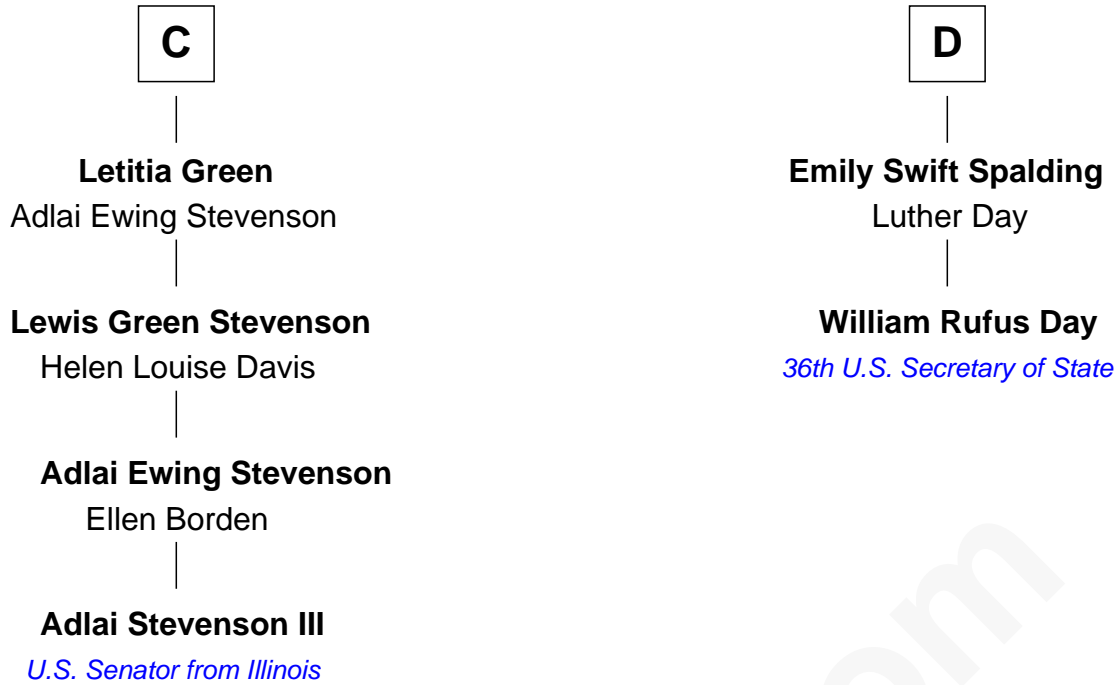 C
Letitia Green
Adlai Ewing Stevenson
Lewis Green Stevenson
Helen Louise Davis
Adlai Ewing Stevenson
Ellen Borden
Adlai Stevenson III
U.S. Senator from Illinois
D
Emily Swift Spalding
Luther Day
William Rufus Day
36th U.S. Secretary of State
om